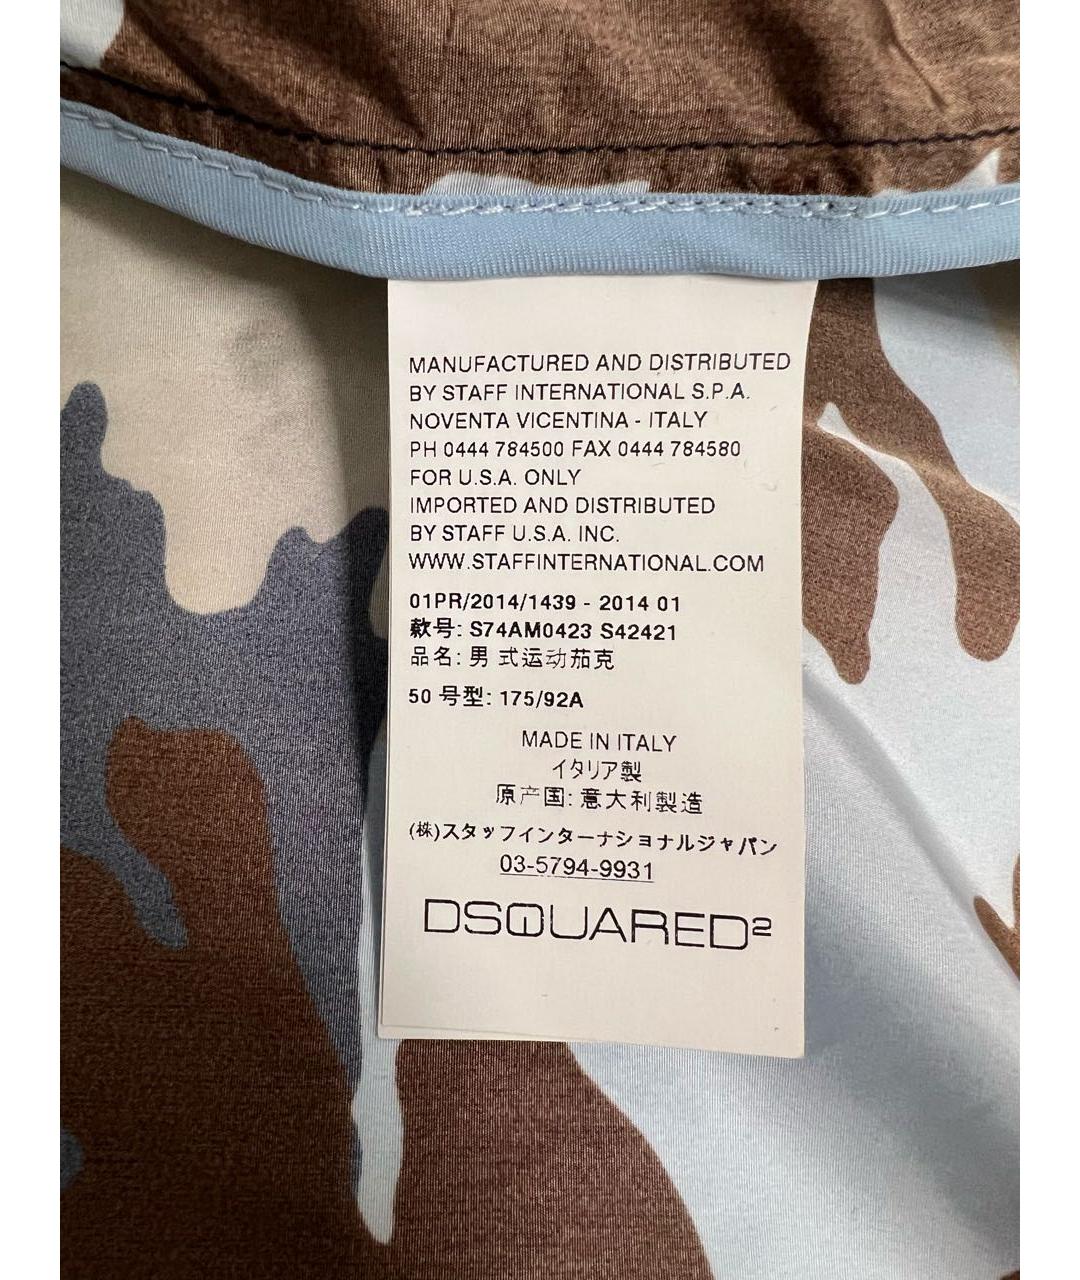 MANUFACTURED AND DISTRIBUTED
BY STAFF INTERNATIONAL S.P.A.
NOVENTA VICENTINA - ITALY
PH 0444 784500 FAX 0444 784580
FOR U.S.A. ONLY
IMPORTED AND DISTRIBUTED
BY STAFF U.S.A. INC.
WWW.STAFFINTERNATIONAL.COM
01PR/2014/1439 - 2014 01
款号: S74AM0423 S42421
品名: 男 式运动茄克
50 号型: 175/92A
MADE IN ITALY
イタリア製
原产国: 意大利製造
(株)スタッフインターナショナルジャパン
03-5794-9931
DSQUARED²